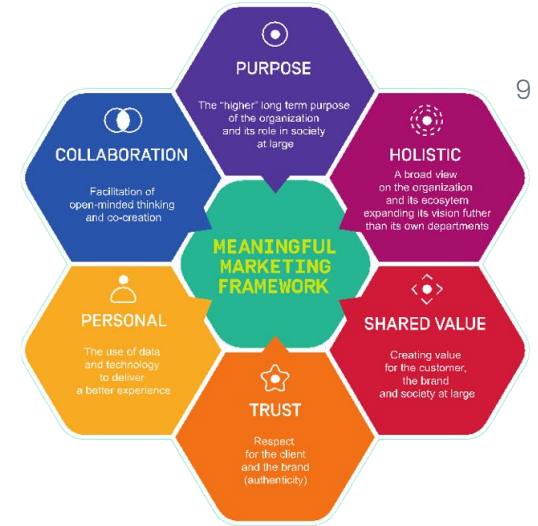 PURPOSE
The "higher" long term purpose
of the organization
and its role in society
at large
9
COLLABORATION
Facilitation of
open-minded thinking
and co-creation
HOLISTIC
A broad view
on the organization
and its ecosytem
expanding its vision futher
than its own departments
MEANINGFUL
MARKETING
FRAMEWORK
PERSONAL
The use of data
and technology
to deliver
a better experience
SHARED VALUE
Creating value
for the customer,
the brand
and society at large
TRUST
Respect
for the client
and the brand
(authenticity)